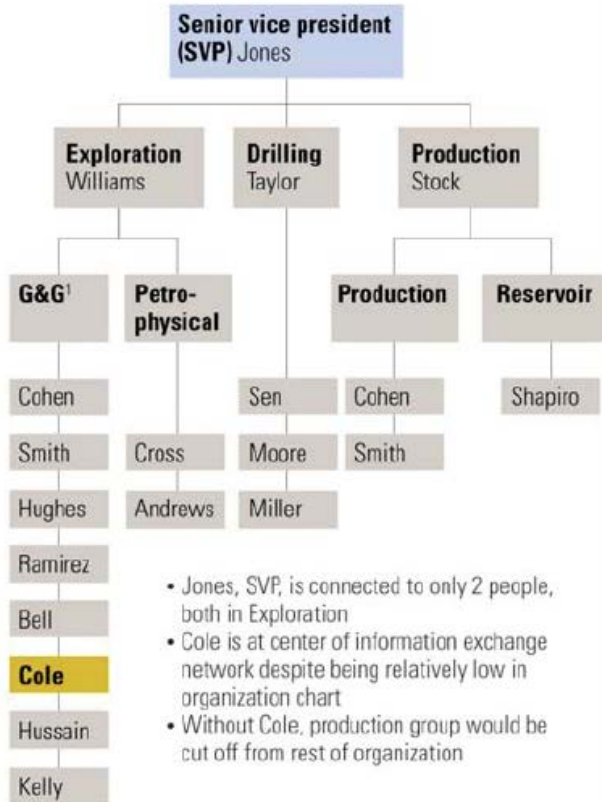 Senior vice president
(SVP) Jones
Exploration
Williams
Drilling
Taylor
Production
Stock
G&G¹
Petro-
physical
Production
Reservoir
Cohen
Sen
Cohen
Shapiro
Smith
Cross
Moore
Smith
Hughes
Andrews
Miller
Ramirez
Bell
Cole
Hussain
Kelly
• Jones, SVP, is connected to only 2 people,
both in Exploration
• Cole is at center of information exchange
network despite being relatively low in
organization chart
• Without Cole, production group would be
cut off from rest of organization